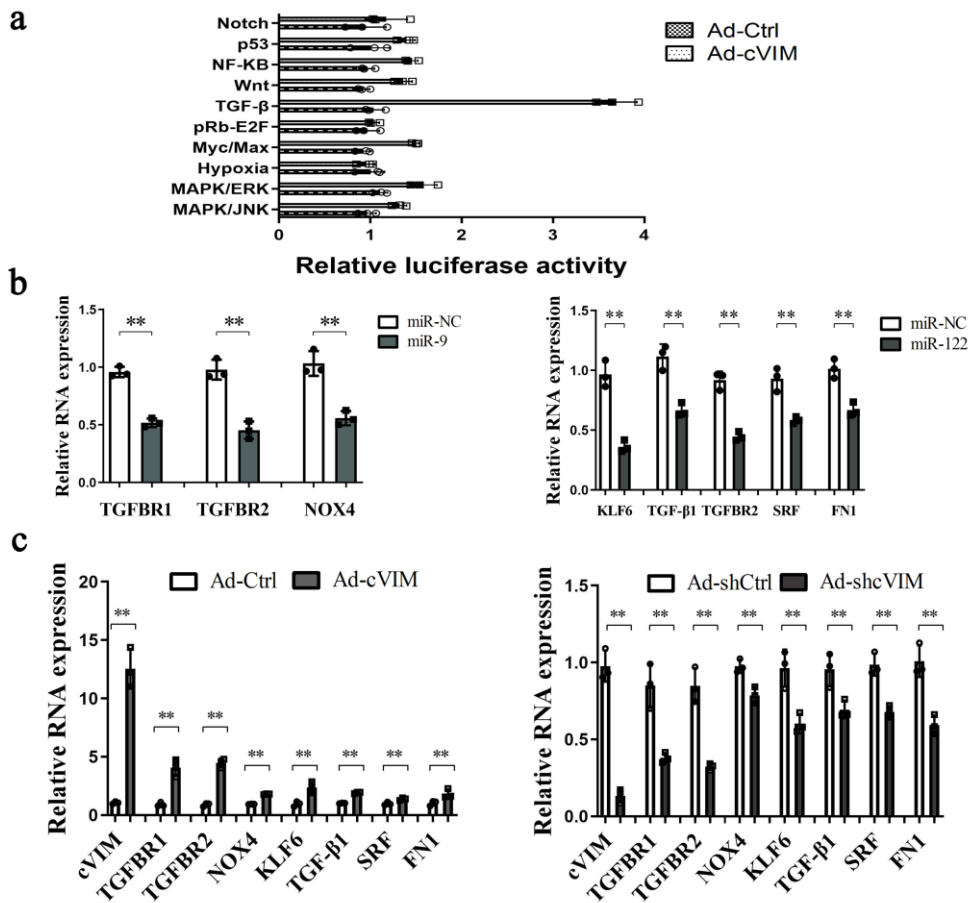 a
Notch
p53
NF-KB
Wnt
TGF-β
pRb-E2F
Myc/Max
Hypoxia
MAPK/ERK
MAPK/JNK
0 1 2 3 4
Relative luciferase activity
Ad-Ctrl
Ad-cVIM
b
Relative RNA expression
1.5
1.0
0.5
0.0
** ** **
miR-NC
miR-9
TGFBR1 TGFBR2 NOX4
Relative RNA expression
1.5
1.0
0.5
0.0
** ** ** ** **
miR-NC
miR-122
KLF6 TGF-β1 TGFBR2 SRF FN1
c
Relative RNA expression
20
15
10
5
0
Ad-Ctrl Ad-cVIM
** ** ** ** ** ** ** **
cVIM TGFBR1 TGFBR2 NOX4 KLF6 TGF-β1 SRF FN1
Relative RNA expression
1.5
1.0
0.5
0.0
Ad-shCtrl Ad-shcVIM
** ** ** ** ** ** ** **
cVIM TGFBR1 TGFBR2 NOX4 KLF6 TGF-β1 SRF FN1